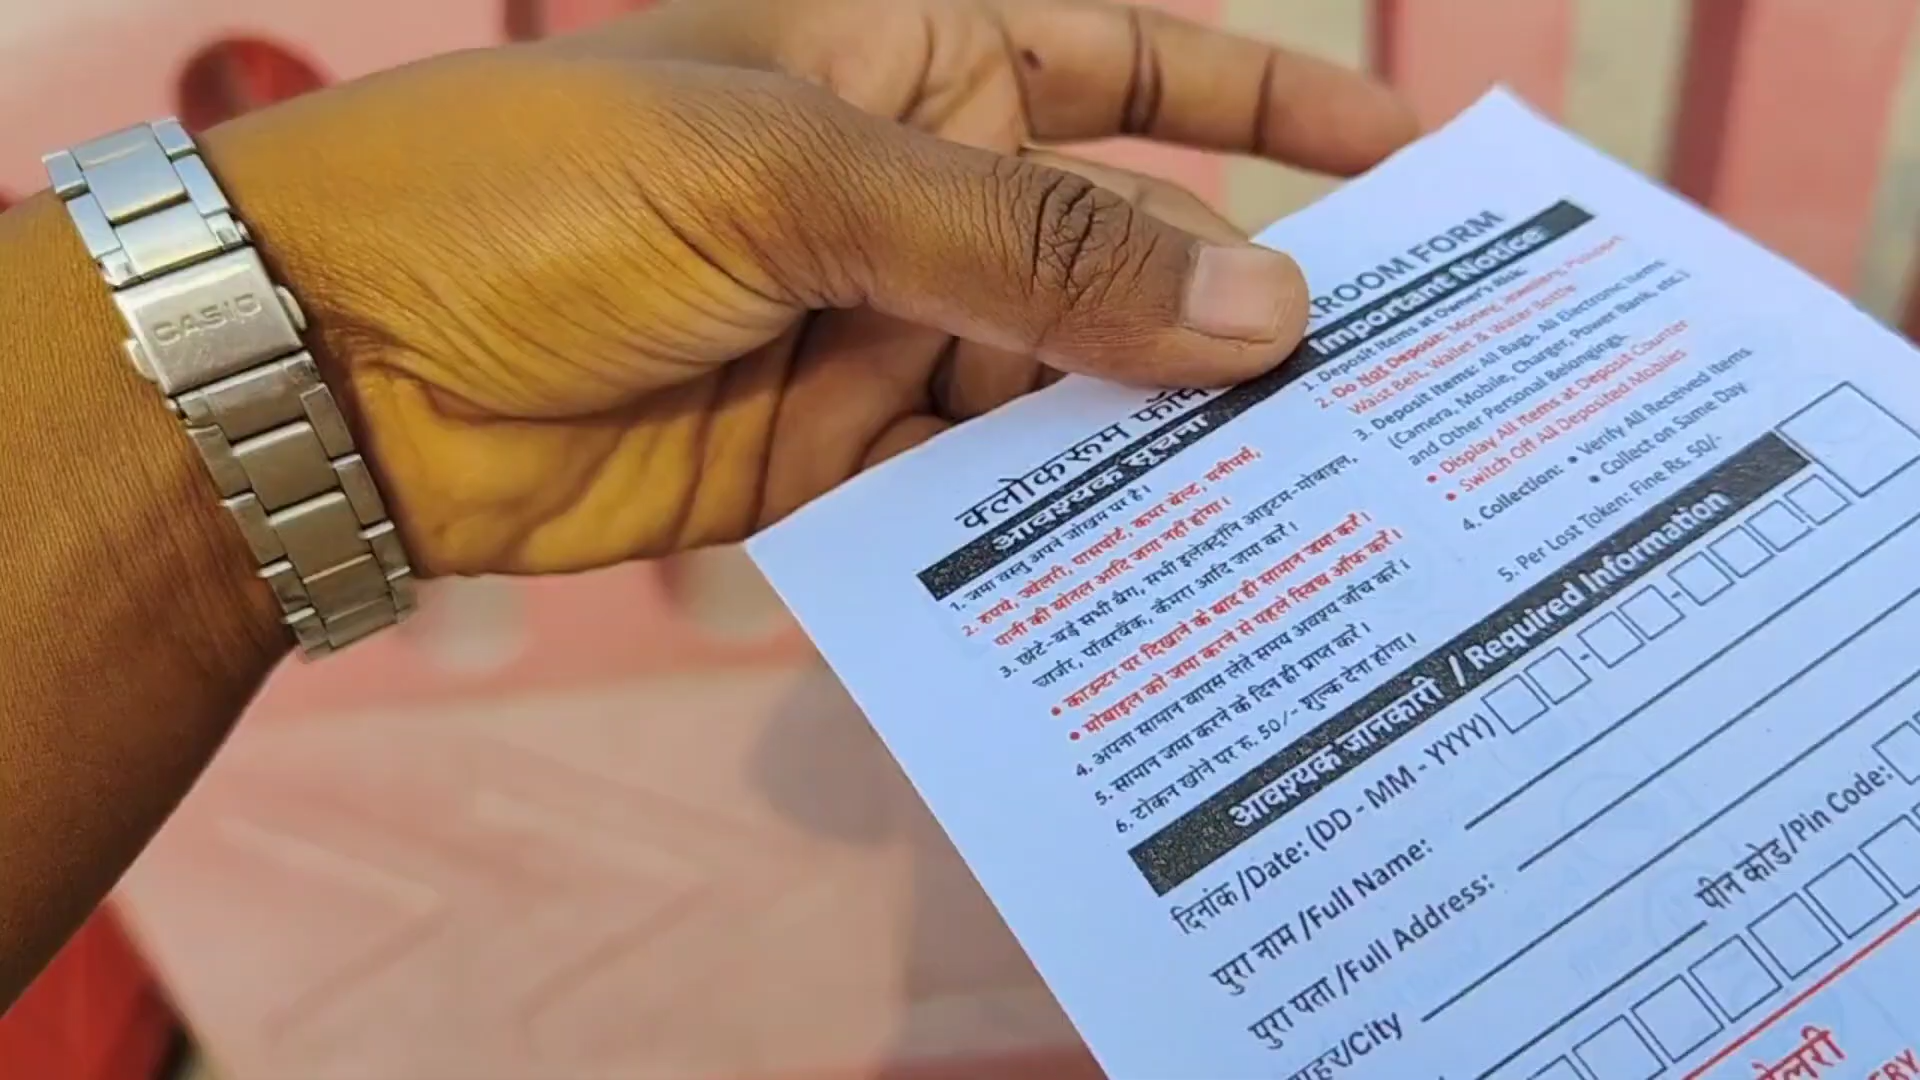 CASIO
ROOM FORM
क्लोकरूम फॉर्म
Important Notice
आवश्यक सूचना
1. Deposit Items at Owner's Risk.
2. Do Not Deposit: Money, Jewellery, Passport
Waist Belt, Wallet & Water Bottle
3. Deposit Items: All Bags, All Electronic Items
(Camera, Mobile, Charger, Power Bank, etc.)
and Other Personal Belongings.
• Display All Items at Deposit Counter
• Switch Off All Deposited Mobiles
4. Collection: • Verify All Received Items.
• Collect on Same Day
5. Per Lost Token: Fine Rs. 50/-
1. जमा वस्तु अपने जोखम पर है।
2. रुपये, ज्वेलरी, पासपोर्ट, कमर बेल्ट, मनीपर्स,
पानी की बोतल आदि जमा नहीं होगा।
3. छोटे-बड़े सभी बैग, सभी इलेक्ट्रॉनि आइटम-मोबाइल,
चार्जर, पॉवरबैंक, कैमरा आदि जमा करें।
• काऊन्टर पर दिखाने के बाद ही सामान जमा करें।
• मोबाइल को जमा करने से पहले स्विच ऑफ करें।
4. अपना सामान वापस लेते समय अवश्य जाँच करें।
5. सामान जमा करने के दिन ही प्राप्त करें।
6. टोकन खोने पर रु. 50/- शुल्क देना होगा।
आवश्यक जानकारी / Required Information
दिनांक/Date: (DD - MM - YYYY)
पुरा नाम/Full Name:
पुरा पता/Full Address:
शहर/City
पीन कोड/Pin Code: